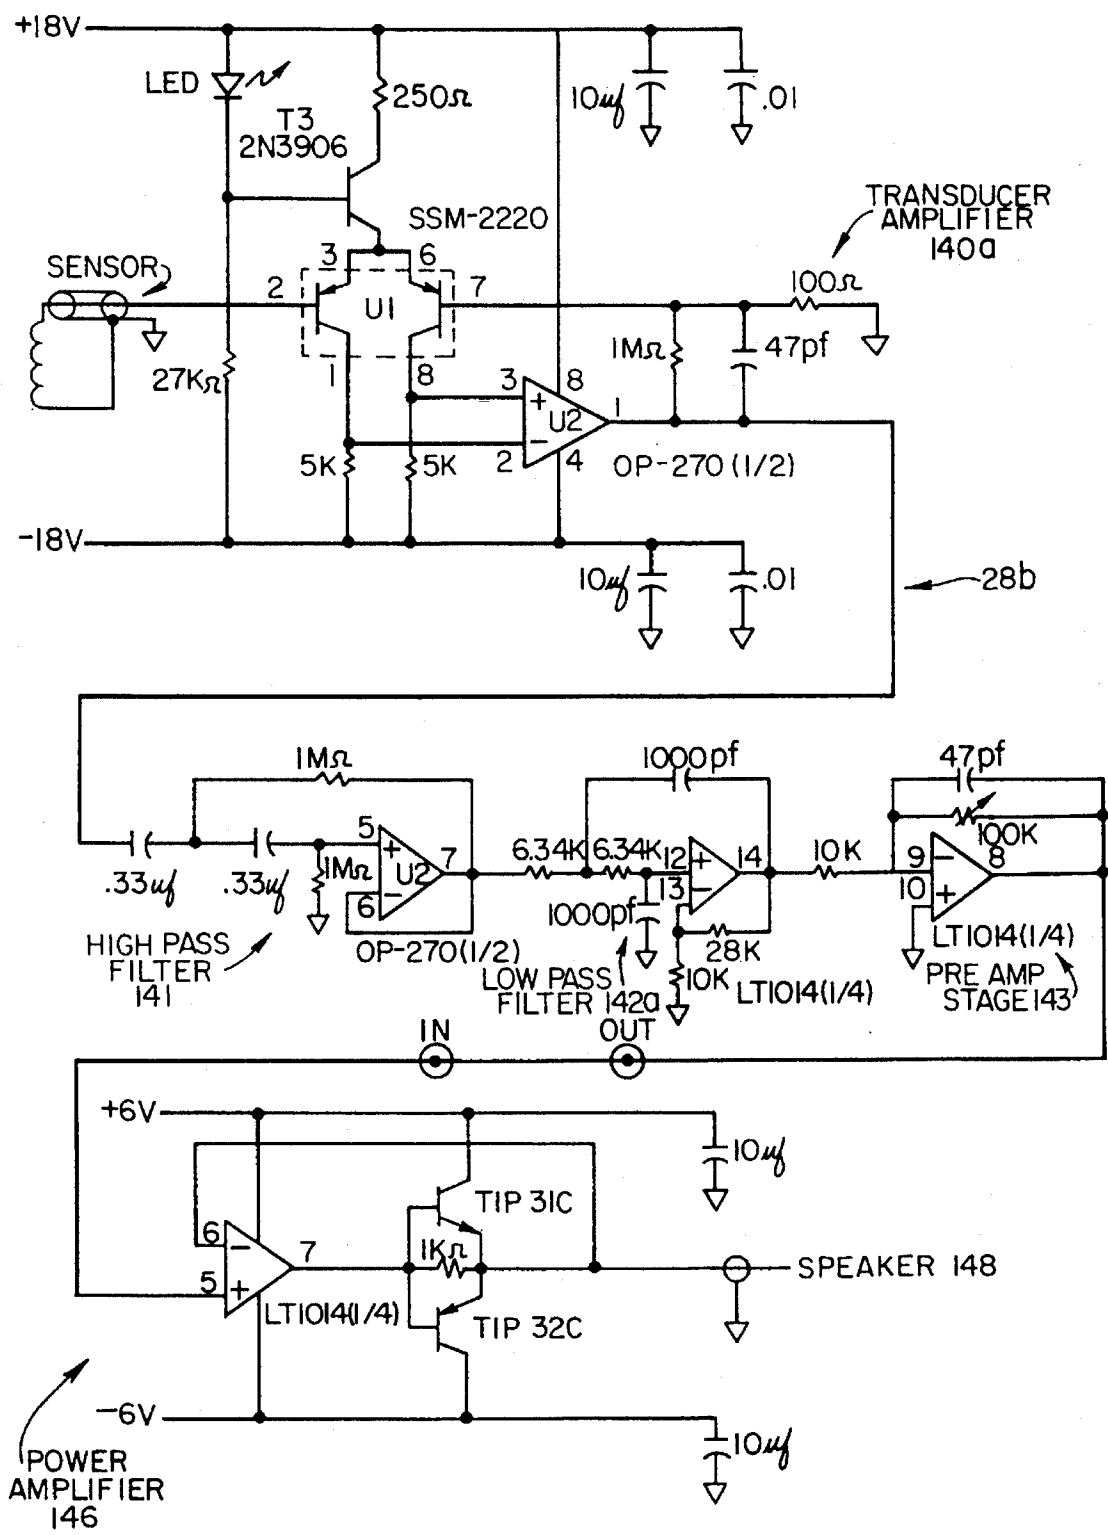 +18V
LED
250Ω
10uf
.01
T3
2N3906
SSM-2220
TRANSDUCER
AMPLIFIER
140a
SENSOR
3
6
2
U1
7
100Ω
1MΩ
47pf
27KΩ
1
8
3
8
+
U2
1
−
5K
5K
2
4
OP-270(1/2)
-18V
10uf
.01
28b
1MΩ
1000pf
47pf
100K
5
+
U2
7
−
6
.33uf
.33uf
1MΩ
6.34K
6.34K
12
+
14
13
−
10K
9
−
8
10
+
1000pf
28K
10K
HIGH PASS
FILTER
141
OP-270(1/2)
LOW PASS
FILTER 142a
LT1014(1/4)
LT1014(1/4)
PRE AMP
STAGE 143
IN
OUT
+6V
10uf
TIP 31C
6
−
7
1KΩ
5
+
LT1014(1/4)
SPEAKER 148
TIP 32C
-6V
10uf
POWER
AMPLIFIER
146